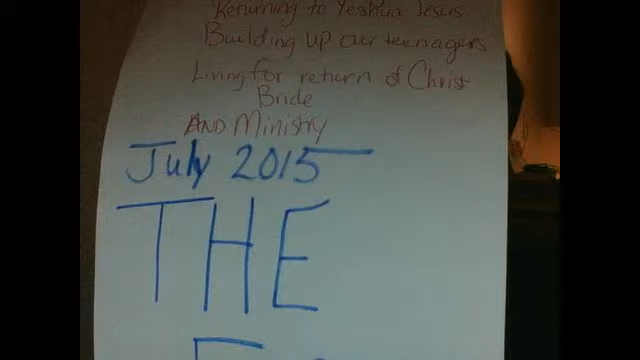 Returning to Yeshua Jesus
Building up our teenagers
Living for return of Christ
Bride
AND Ministry
July 2015
THE